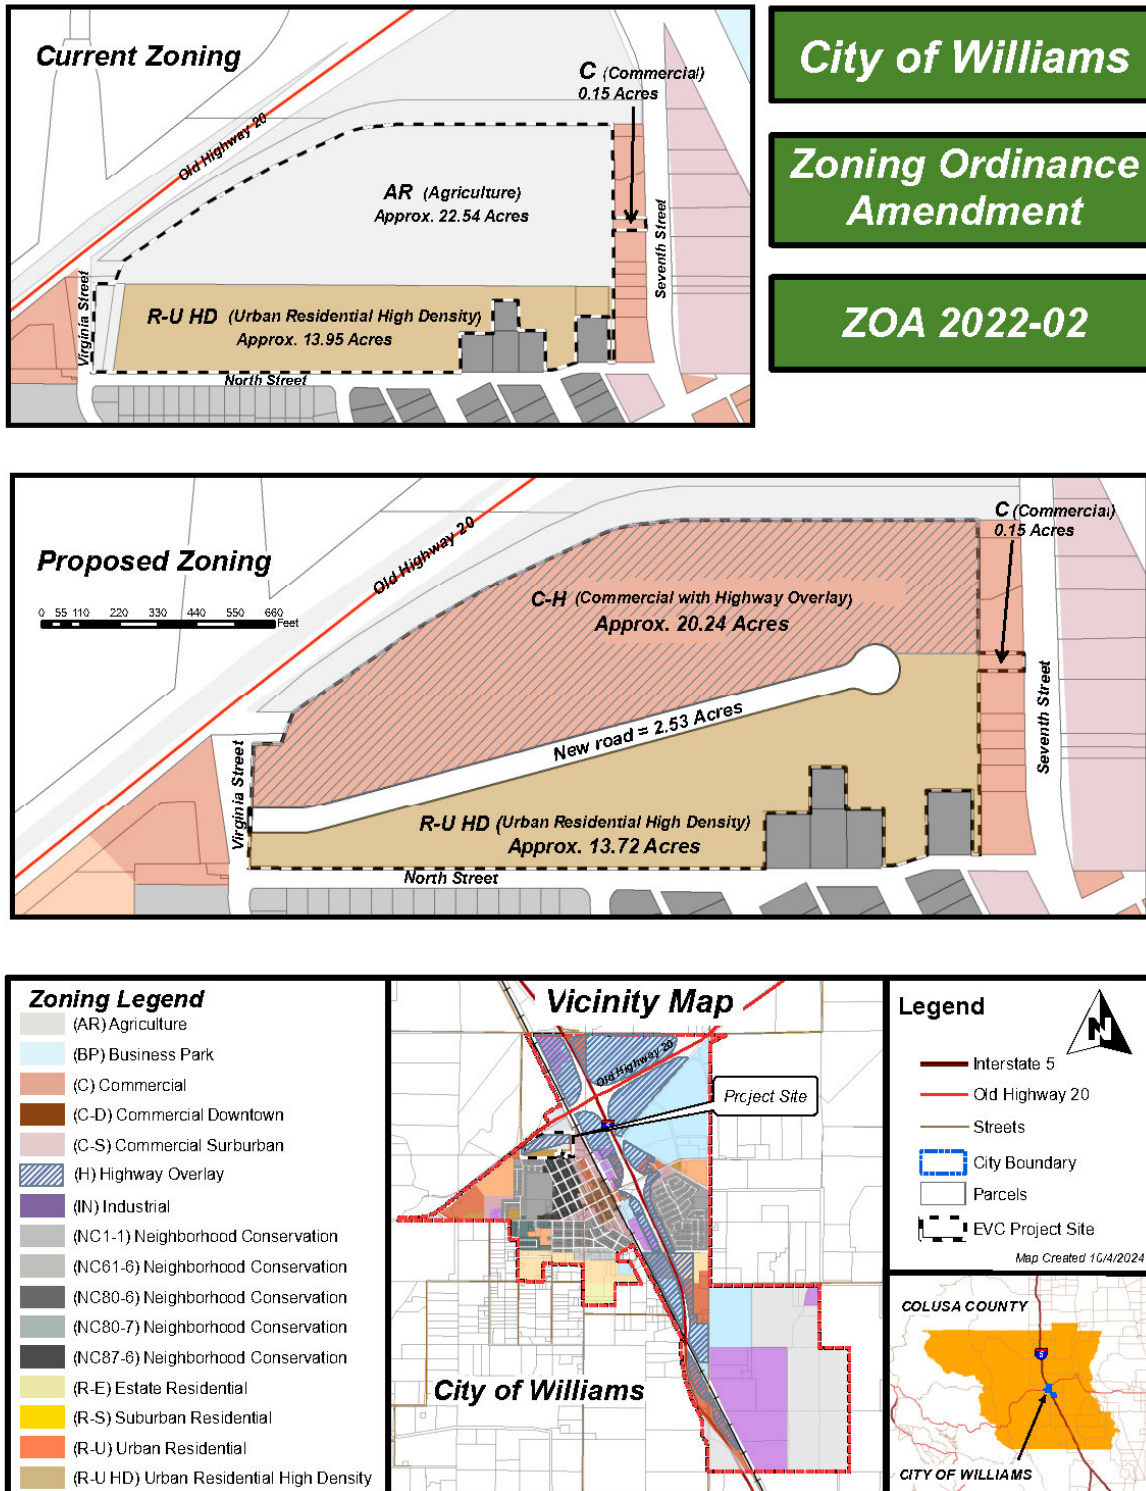 Current Zoning
C (Commercial)
0.15 Acres
Old Highway 20
AR (Agriculture)
Approx. 22.54 Acres
Seventh Street
Virginia Street
R-U HD (Urban Residential High Density)
Approx. 13.95 Acres
North Street
City of Williams
Zoning Ordinance
Amendment
ZOA 2022-02
Proposed Zoning
0 55 110 220 330 440 550 660
Feet
Old Highway 20
C (Commercial)
0.15 Acres
C-H (Commercial with Highway Overlay)
Approx. 20.24 Acres
New road = 2.53 Acres
Seventh Street
Virginia Street
R-U HD (Urban Residential High Density)
Approx. 13.72 Acres
North Street
Zoning Legend
(AR) Agriculture
(BP) Business Park
(C) Commercial
(C-D) Commercial Downtown
(C-S) Commercial Surburban
(H) Highway Overlay
(IN) Industrial
(NC1-1) Neighborhood Conservation
(NC61-6) Neighborhood Conservation
(NC80-6) Neighborhood Conservation
(NC80-7) Neighborhood Conservation
(NC87-6) Neighborhood Conservation
(R-E) Estate Residential
(R-S) Suburban Residential
(R-U) Urban Residential
(R-U HD) Urban Residential High Density
Vicinity Map
Old Highway 20
Project Site
City of Williams
Legend
N
Interstate 5
Old Highway 20
Streets
City Boundary
Parcels
EVC Project Site
Map Created 10/4/2024
COLUSA COUNTY
5
CITY OF WILLIAMS